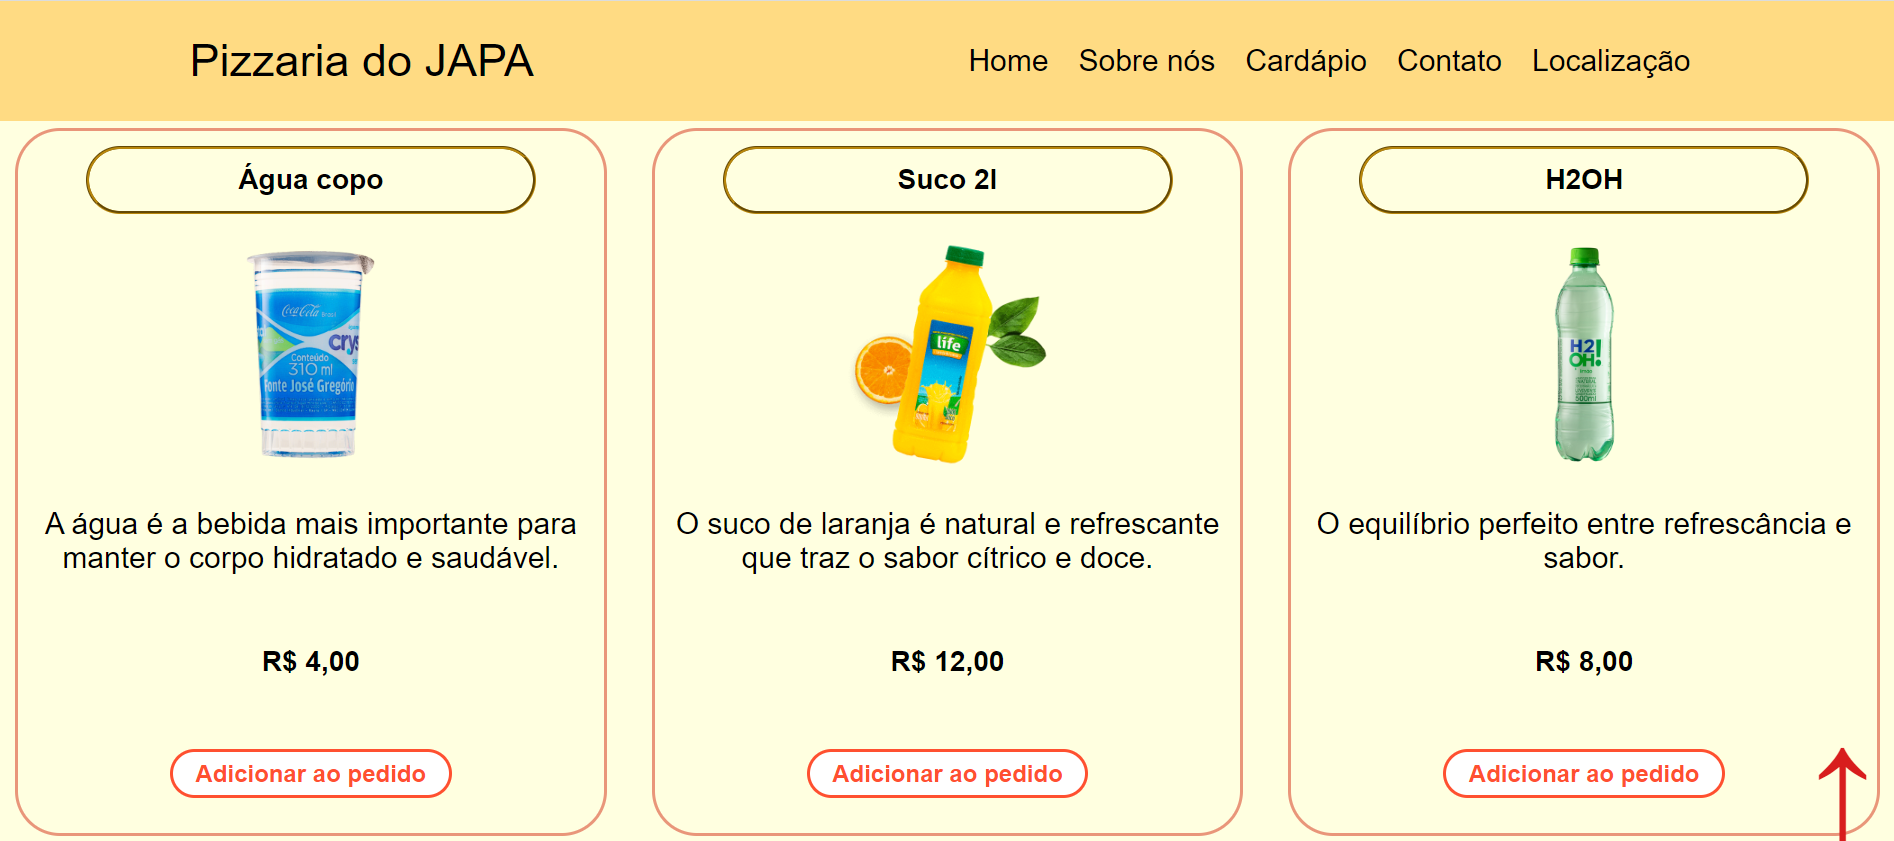 Pizzaria do JAPA
Home Sobre nós Cardápio Contato Localização
Água copo
Coca-Cola Brasil
crys
Conteúdo
310 ml
Fonte José Gregório
A água é a bebida mais importante para
manter o corpo hidratado e saudável.
R$ 4,00
Adicionar ao pedido
Suco 2l
life
O suco de laranja é natural e refrescante
que traz o sabor cítrico e doce.
R$ 12,00
Adicionar ao pedido
H2OH
H2
OH!
500ml
O equilíbrio perfeito entre refrescância e
sabor.
R$ 8,00
Adicionar ao pedido